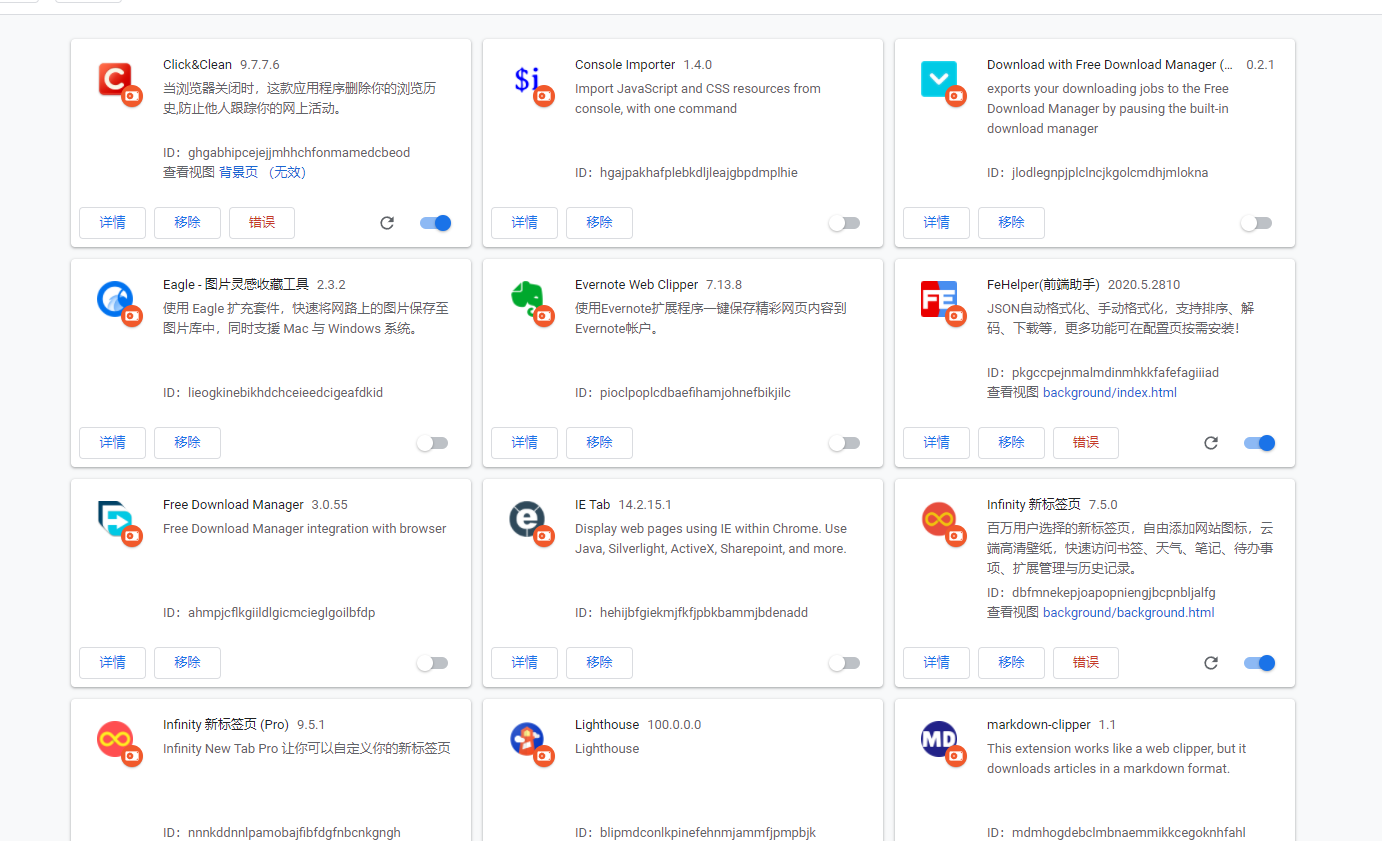 Click&Clean 9.7.7.6
当浏览器关闭时，这款应用程序删除你的浏览历
史,防止他人跟踪你的网上活动。
ID：ghgabhipcejejjmhhchfonmamedcbeod
查看视图 背景页 （无效）
详情 移除 错误
Console Importer 1.4.0
Import JavaScript and CSS resources from
console, with one command
ID：hgajpakhafplebkdljleajgbpdmplhie
详情 移除
Download with Free Download Manager (... 0.2.1
exports your downloading jobs to the Free
Download Manager by pausing the built-in
download manager
ID：jlodlegnpjplclncjkgolcmdhjmlokna
详情 移除
Eagle - 图片灵感收藏工具 2.3.2
使用 Eagle 扩充套件，快速将网路上的图片保存至
图片库中，同时支援 Mac 与 Windows 系统。
ID：lieogkinebikhdchceieedcigeafdkid
详情 移除
Evernote Web Clipper 7.13.8
使用Evernote扩展程序一键保存精彩网页内容到
Evernote帐户。
ID：pioclpoplcdbaefihamjohnefbikjilc
详情 移除
FE
FeHelper(前端助手) 2020.5.2810
JSON自动格式化、手动格式化，支持排序、解
码、下载等，更多功能可在配置页按需安装!
ID：pkgccpejnmalmdinmhkkfafefagiiiad
查看视图 background/index.html
详情 移除 错误
Free Download Manager 3.0.55
Free Download Manager integration with browser
ID：ahmpjcflkgiildlgicmcieglgoilbfdp
详情 移除
IE Tab 14.2.15.1
Display web pages using IE within Chrome. Use
Java, Silverlight, ActiveX, Sharepoint, and more.
ID：hehijbfgiekmjfkfjpbkbammjbdenadd
详情 移除
Infinity 新标签页 7.5.0
百万用户选择的新标签页，自由添加网站图标，云
端高清壁纸，快速访问书签、天气、笔记、待办事
项、扩展管理与历史记录。
ID：dbfmnekepjoapopniengjbcpnbljalfg
查看视图 background/background.html
详情 移除 错误
Infinity 新标签页 (Pro) 9.5.1
Infinity New Tab Pro 让你可以自定义你的新标签页
ID：nnnkddnnlpamobajfibfdgfnbcnkgngh
Lighthouse 100.0.0.0
Lighthouse
ID：blipmdconlkpinefehnmjammfjpmpbjk
MD
markdown-clipper 1.1
This extension works like a web clipper, but it
downloads articles in a markdown format.
ID：mdmhogdebclmbnaemmikkcegoknhfahl